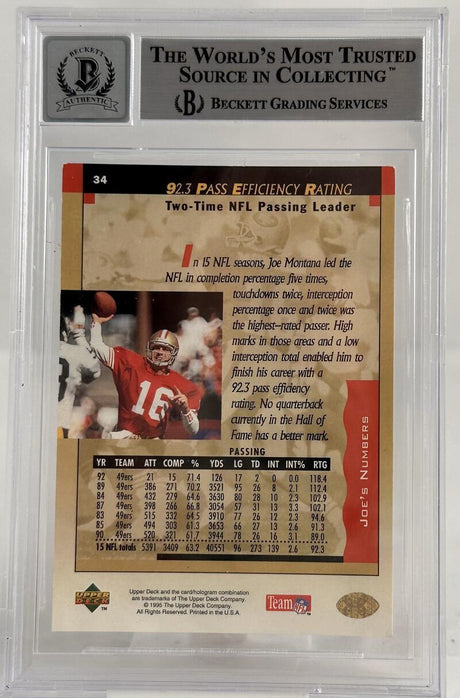 BECKETT
B
AUTHENTIC
THE WORLD'S MOST TRUSTED
SOURCE IN COLLECTING™
B BECKETT GRADING SERVICES
34
92.3 PASS EFFICIENCY RATING
Two-Time NFL Passing Leader
In 15 NFL seasons, Joe Montana led the
NFL in completion percentage five times,
touchdowns twice, interception
percentage once and twice was
the highest-rated passer. High
marks in those areas and a low
interception total enabled him to
finish his career with a
92.3 pass efficiency
rating. No quarterback
currently in the Hall of
Fame has a better mark.
16
JOE'S NUMBERS
PASSING
YR TEAM ATT COMP % YDS LG TD INT INT% RTG
92 49ers 21 15 71.4 126 17 2 0 0.0 118.4
89 49ers 386 271 70.2 3521 95 26 8 2.1 112.4
84 49ers 432 279 64.6 3630 80 28 10 2.3 102.9
87 49ers 398 266 66.8 3054 57 31 13 3.3 102.1
83 49ers 515 332 64.5 3910 77 26 12 2.3 94.6
85 49ers 494 303 61.3 3653 66 27 13 2.6 91.3
90 49ers 520 321 61.7 3944 78 26 16 3.1 89.0
15 NFL totals 5391 3409 63.2 40551 96 273 139 2.6 92.3
UPPER
DECK
™
Upper Deck and the card/hologram combination
are trademarks of The Upper Deck Company.
© 1995 The Upper Deck Company.
All Rights Reserved. Printed in the U.S.A.
Team NFL